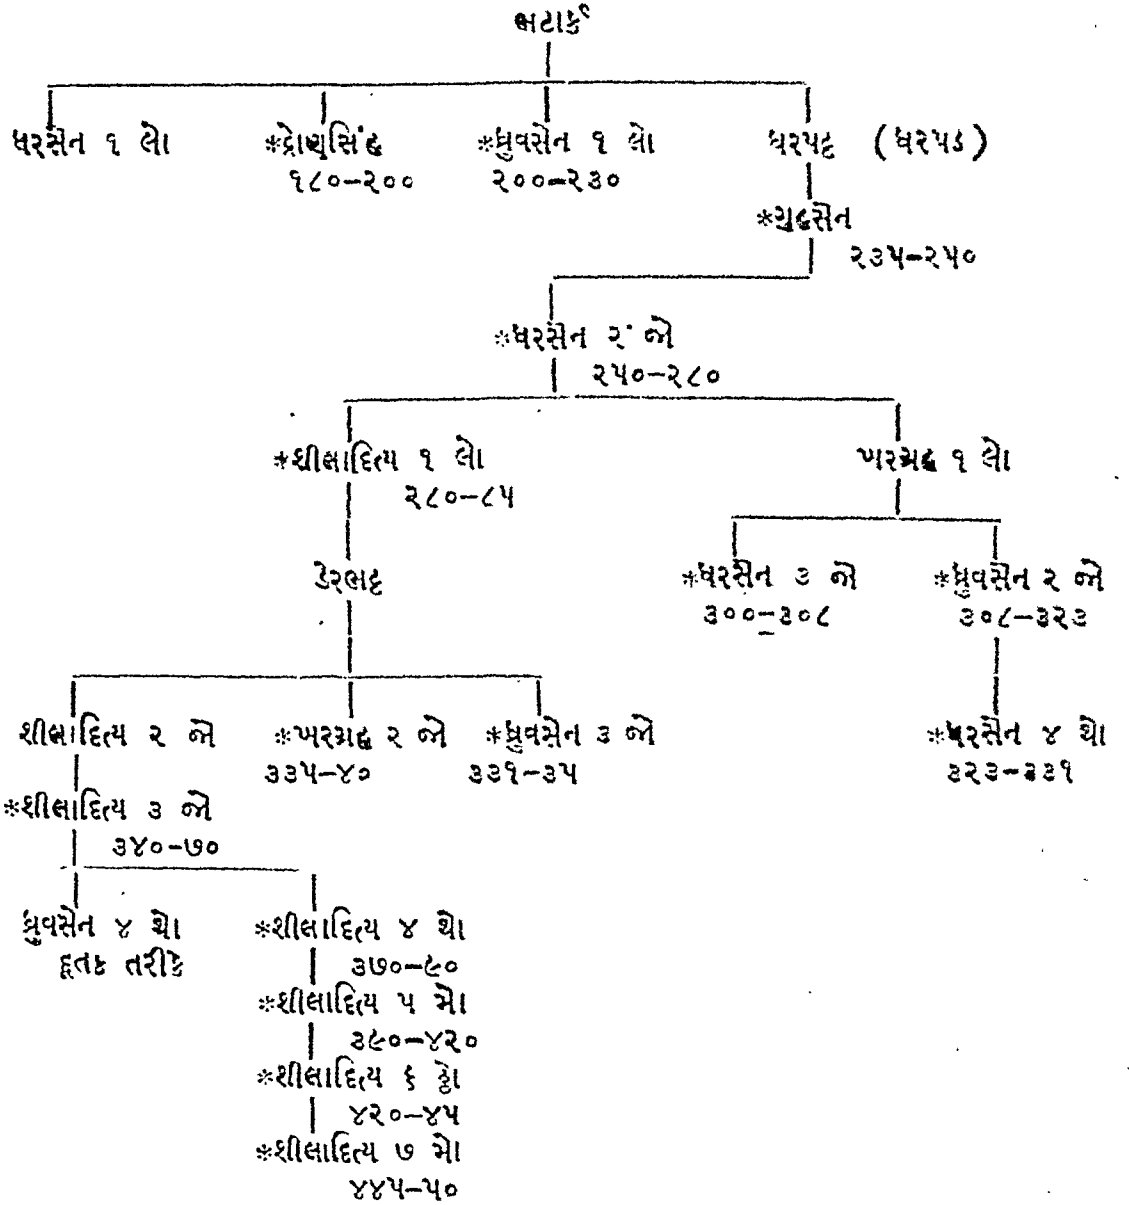 ભટાર્ક
ધરસેન ૧ લો *દ્રોણસિંહ *ધ્રુવસેન ૧ લો ધરપટ્ટ (ધરપડ)
૧૮૦-૨૦૦ ૨૦૦-૨૩૦
*ગુહસેન
૨૩૫-૨૫૦
*ધરસેન ૨ જો
૨૫૦-૨૮૦
*શીલાદિત્ય ૧ લો ખરગ્રહ ૧ લો
૨૮૦-૮૫
ડેરભટ્ટ *ધરસેન ૩ જો *ધ્રુવસેન ૨ જો
૩૦૦-૩૦૮ ૩૦૮-૩૨૩
શીલાદિત્ય ૨ જો *ખરગ્રહ ૨ જો *ધ્રુવસેન ૩ જો *ધરસેન ૪ થો
૩૩૫-૪૦ ૩૩૧-૩૫ ૩૨૩-૩૩૧
*શીલાદિત્ય ૩ જો
૩૪૦-૭૦
ધ્રુવસેન ૪ થો *શીલાદિત્ય ૪ થો
દૂતક તરીકે ૩૭૦-૯૦
*શીલાદિત્ય ૫ મો
૩૯૦-૪૨૦
*શીલાદિત્ય ૬ ઠ્ઠો
૪૨૦-૪૫
*શીલાદિત્ય ૭ મો
૪૪૫-૫૦